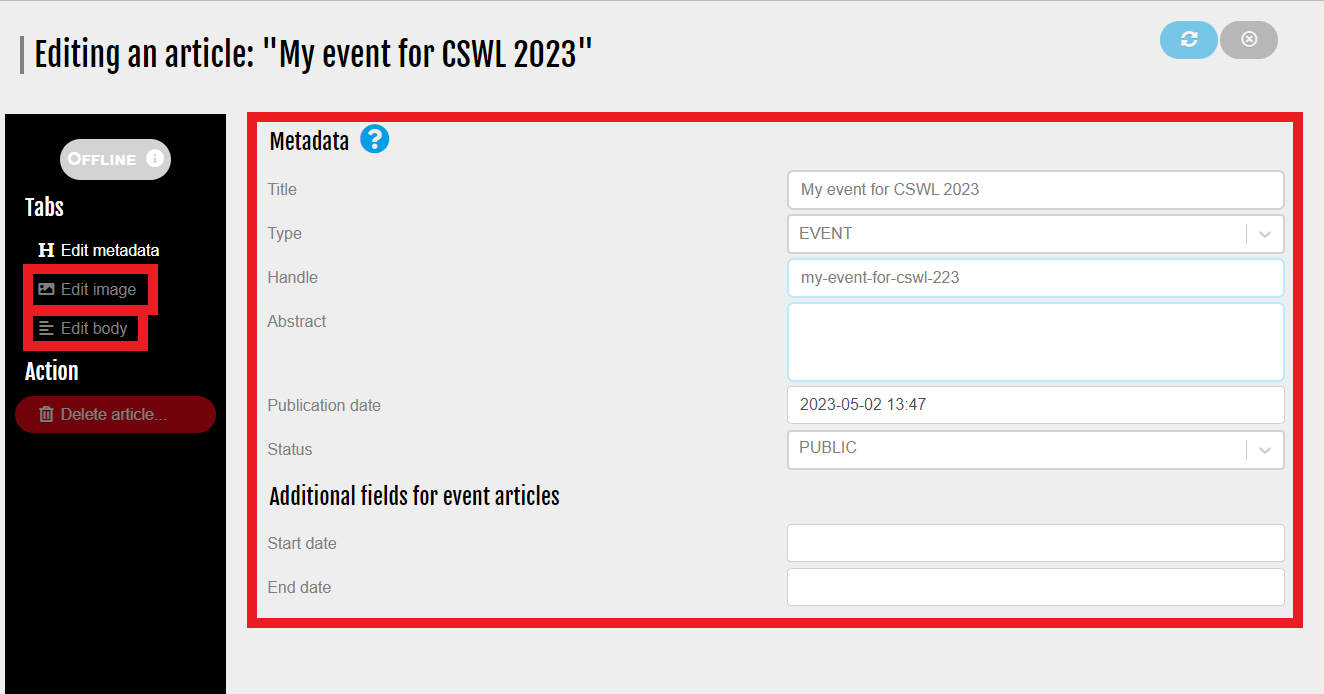 Editing an article: "My event for CSWL 2023"
OFFLINE
Tabs
Edit metadata
Edit image
Edit body
Action
Delete article...
Metadata ?
Title My event for CSWL 2023
Type EVENT
Handle my-event-for-cswl-223
Abstract
Publication date 2023-05-02 13:47
Status PUBLIC
Additional fields for event articles
Start date
End date